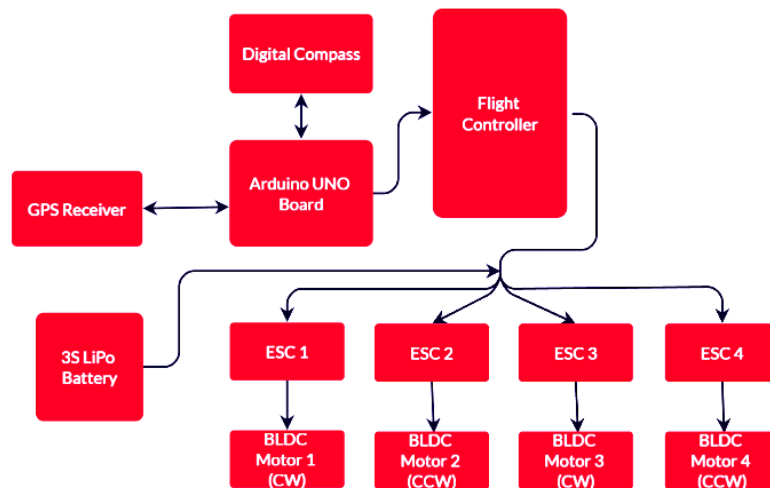 Digital Compass
Flight
Controller
Arduino UNO
Board
GPS Receiver
3S LiPo
Battery
ESC 1
ESC 2
ESC 3
ESC 4
BLDC
Motor 1
(CW)
BLDC
Motor 2
(CCW)
BLDC
Motor 3
(CW)
BLDC
Motor 4
(CCW)